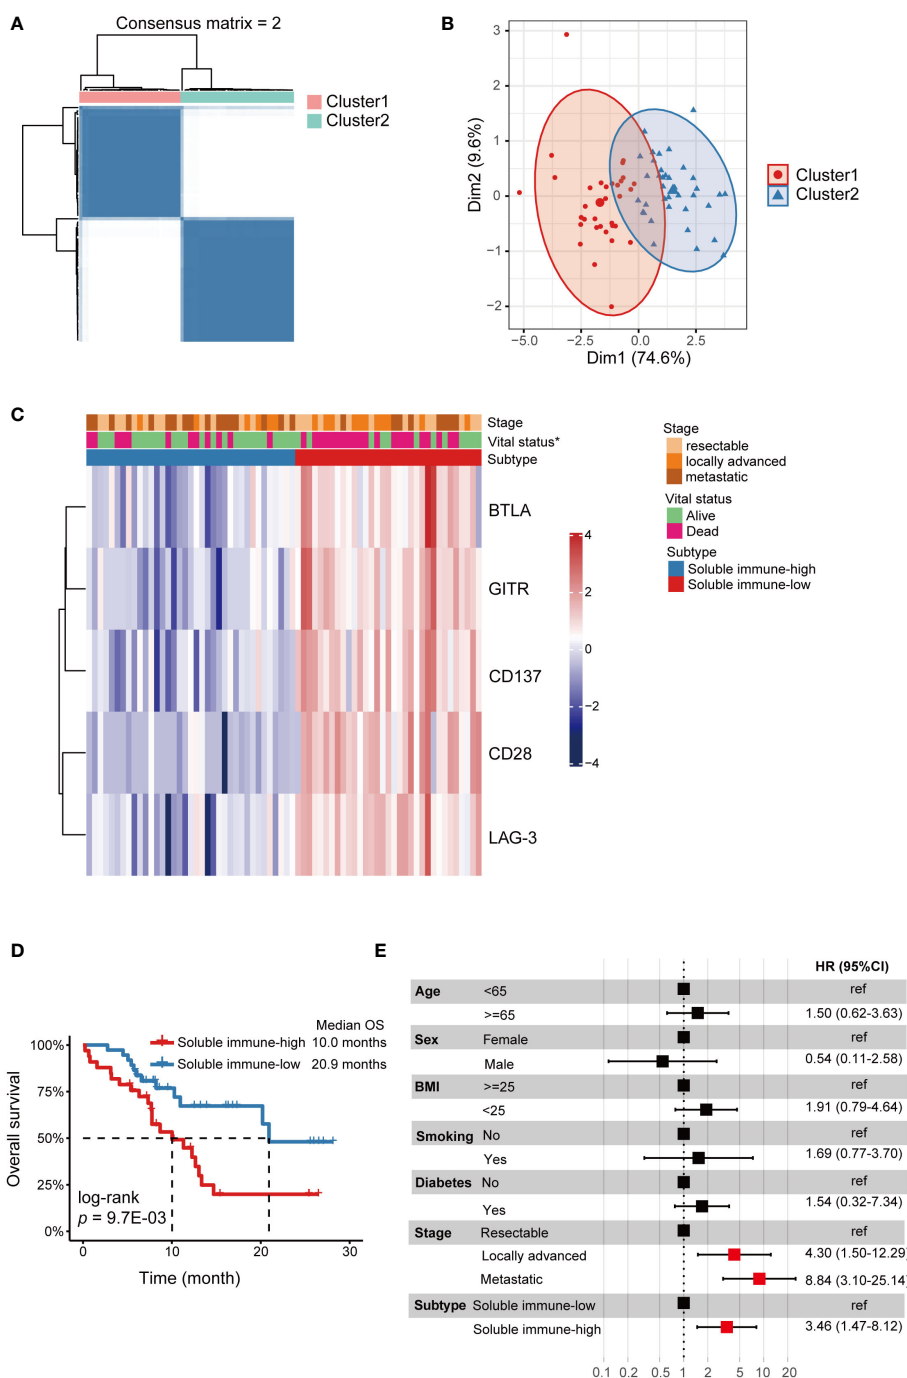 A
Consensus matrix = 2
Cluster1
Cluster2
B
3
2
1
0
−1
−2
Dim2 (9.6%)
−5.0 −2.5 0.0 2.5
Dim1 (74.6%)
Cluster1
Cluster2
C
Stage
Vital status*
Subtype
BTLA
GITR
CD137
CD28
LAG-3
4
2
0
−2
−4
Stage
resectable
locally advanced
metastatic
Vital status
Alive
Dead
Subtype
Soluble immune-high
Soluble immune-low
D
Median OS
Soluble immune-high 10.0 months
Soluble immune-low 20.9 months
100%
75%
50%
25%
0%
Overall survival
log-rank
p = 9.7E-03
0 10 20 30
Time (month)
E
HR (95%CI)
Age <65 ref
>=65 1.50 (0.62-3.63)
Sex Female ref
Male 0.54 (0.11-2.58)
BMI >=25 ref
<25 1.91 (0.79-4.64)
Smoking No ref
Yes 1.69 (0.77-3.70)
Diabetes No ref
Yes 1.54 (0.32-7.34)
Stage Resectable ref
Locally advanced 4.30 (1.50-12.29)
Metastatic 8.84 (3.10-25.14)
Subtype Soluble immune-low ref
Soluble immune-high 3.46 (1.47-8.12)
0.1 0.2 0.5 1 2 5 10 20